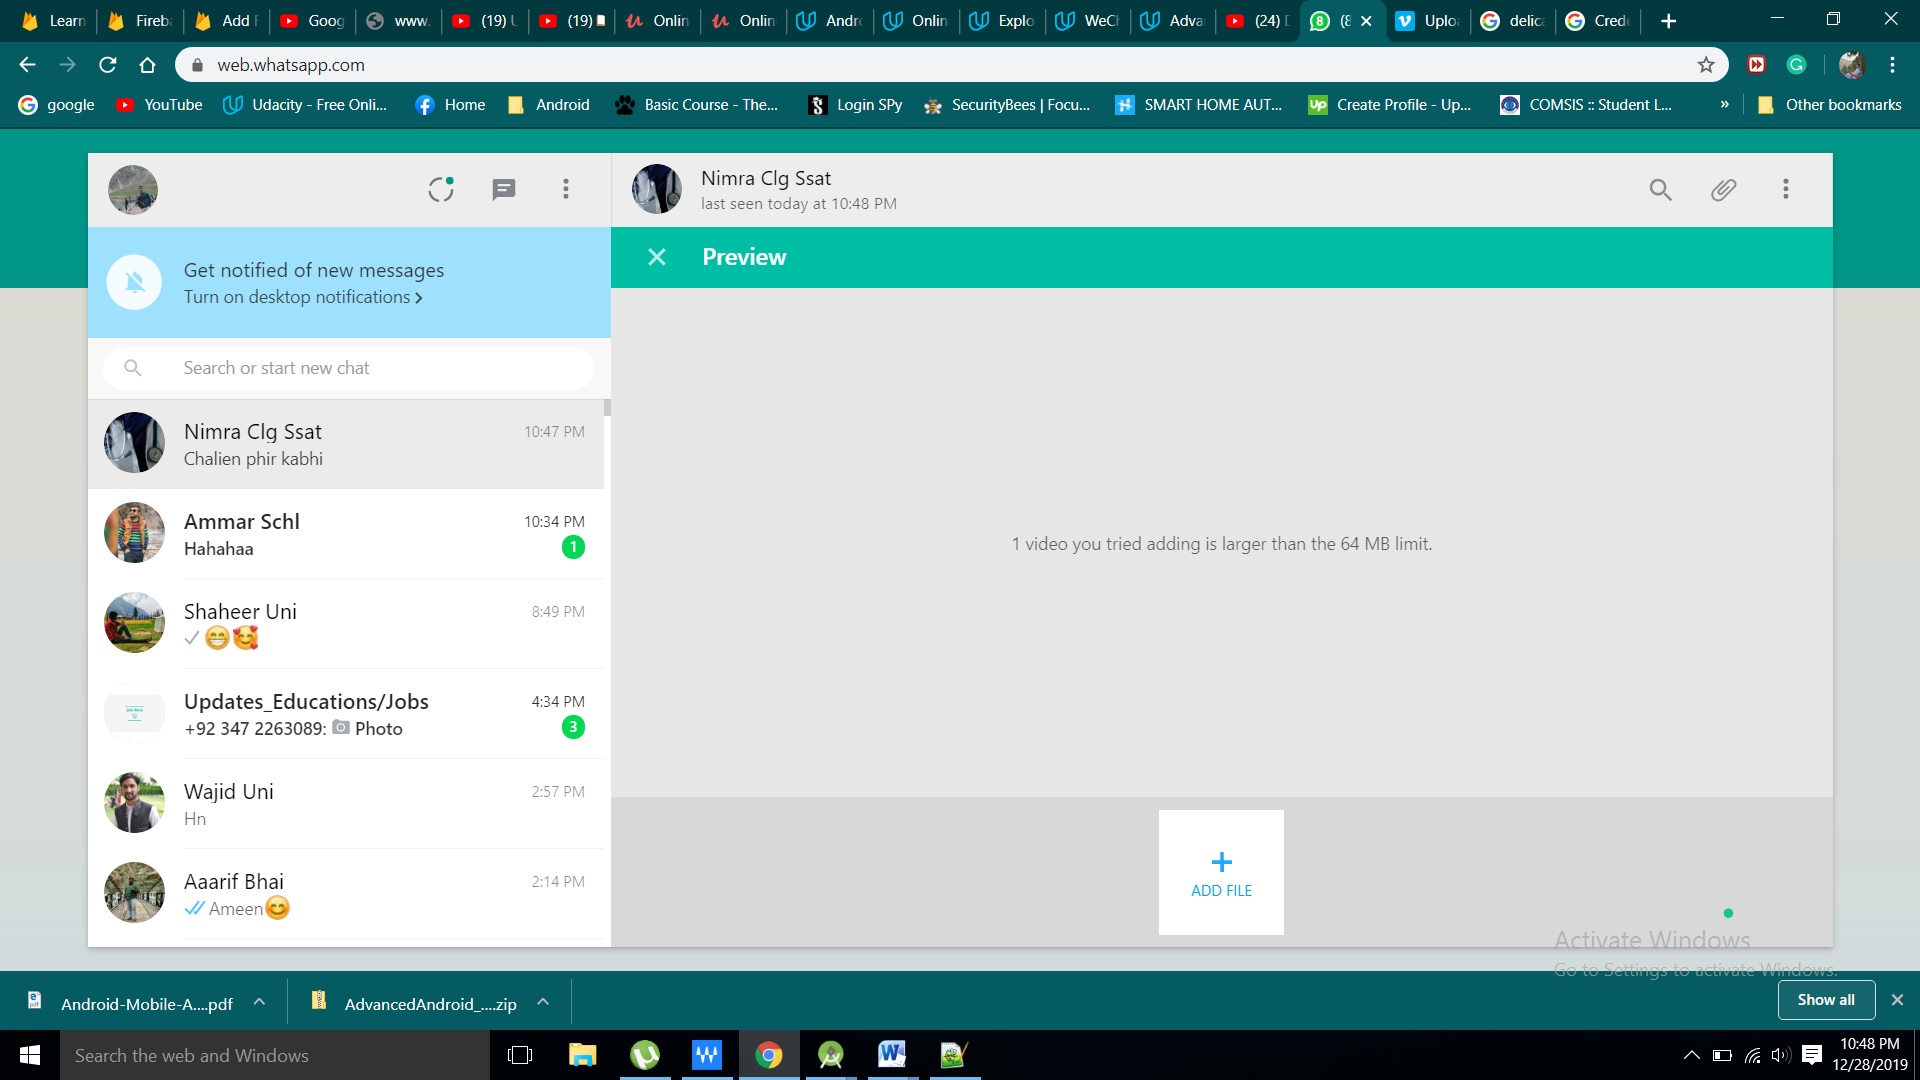 Learn
Fireb
Add F
Goog
www.
(19) U
(19)
Onlin
Onlin
Andro
Onlin
Explo
WeCh
Adva
(24) D
(8
Uplo
delica
Crede
web.whatsapp.com
google
YouTube
Udacity - Free Onli...
Home
Android
Basic Course - The...
Login SPy
SecurityBees | Focu...
SMART HOME AUT...
Create Profile - Up...
COMSIS :: Student L...
»
Other bookmarks
Nimra Clg Ssat
last seen today at 10:48 PM
Get notified of new messages
Turn on desktop notifications
Preview
Search or start new chat
Nimra Clg Ssat
10:47 PM
Chalien phir kabhi
Ammar Schl
10:34 PM
Hahahaa
1
1 video you tried adding is larger than the 64 MB limit.
Shaheer Uni
8:49 PM
😁🥰
Updates_Educations/Jobs
4:34 PM
+92 347 2263089: Photo
3
Wajid Uni
2:57 PM
Hn
Aaarif Bhai
2:14 PM
Ameen😊
ADD FILE
Activate Windows
Go to Settings to activate Windows.
Android-Mobile-A....pdf
AdvancedAndroid_....zip
Show all
Search the web and Windows
10:48 PM
12/28/2019